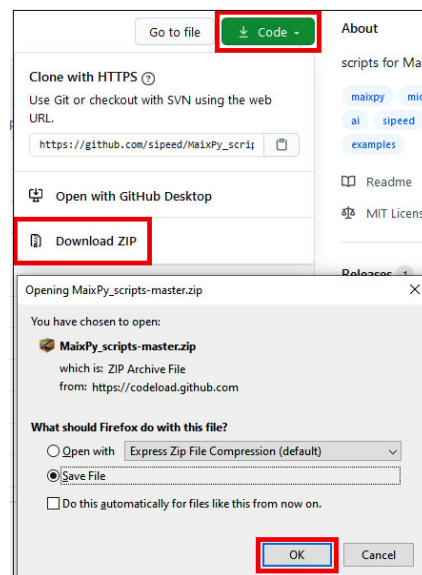 Go to file
Code
About
Clone with HTTPS
scripts for Ma
Use Git or checkout with SVN using the web
URL.
maixpy
ai sipeed
https://github.com/sipeed/MaixPy_scrip
examples
Open with GitHub Desktop
Readme
MIT Licens
Download ZIP
Releases 1
Opening MaixPy_scripts-master.zip
You have chosen to open:
MaixPy_scripts-master.zip
which is: ZIP Archive File
from: https://codeload.github.com
What should Firefox do with this file?
Open with Express Zip File Compression (default)
Save File
Do this automatically for files like this from now on.
OK Cancel